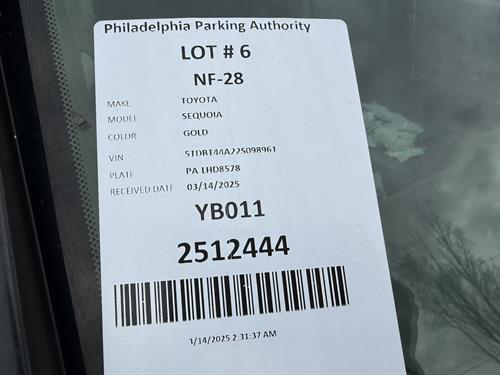 Philadelphia Parking Authority
LOT # 6
NF-28
MAKE TOYOTA
MODEL SEQUOIA
COLOR GOLD
VIN 5TDBT44A22S098961
PLATE PA LHD8578
RECEIVED DATE 03/14/2025
YB011
2512444
3/14/2025 2:31:37 AM